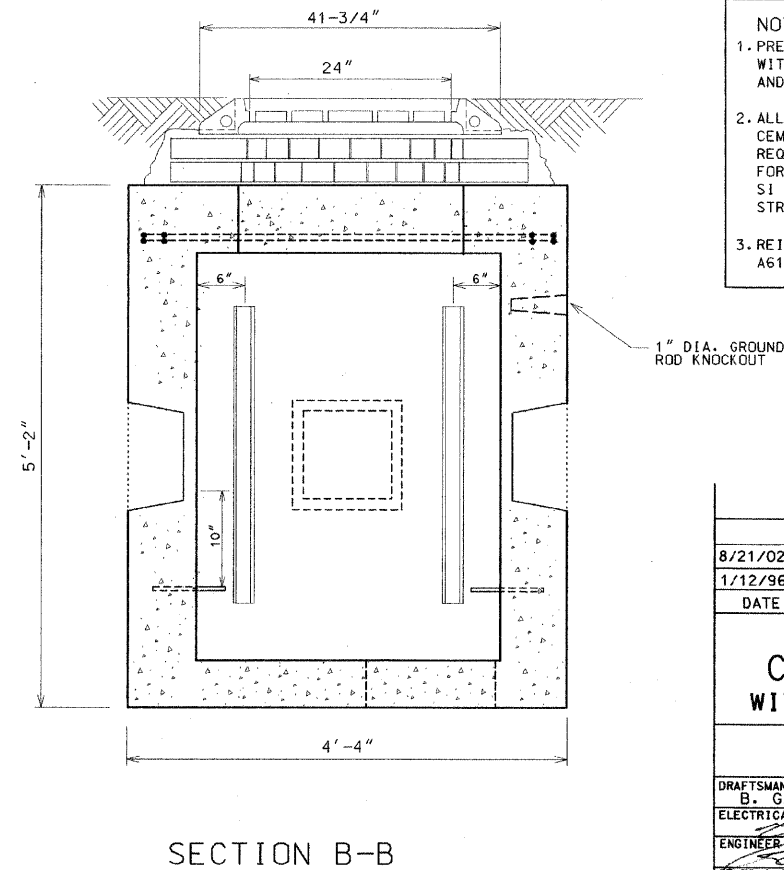 41-3/4"
24"
NO
1. PRE
WIT
AND
2. ALL
CEM
REQ
FOR
SI
STR
3. REI
A61
6"
6"
1" DIA. GROUND
ROD KNOCKOUT
5'-2"
10"
4'-4"
SECTION B-B
8/21/02
1/12/96
DATE
C
WI
DRAFTSMAN
B. G
ELECTRICA
ENGINEER